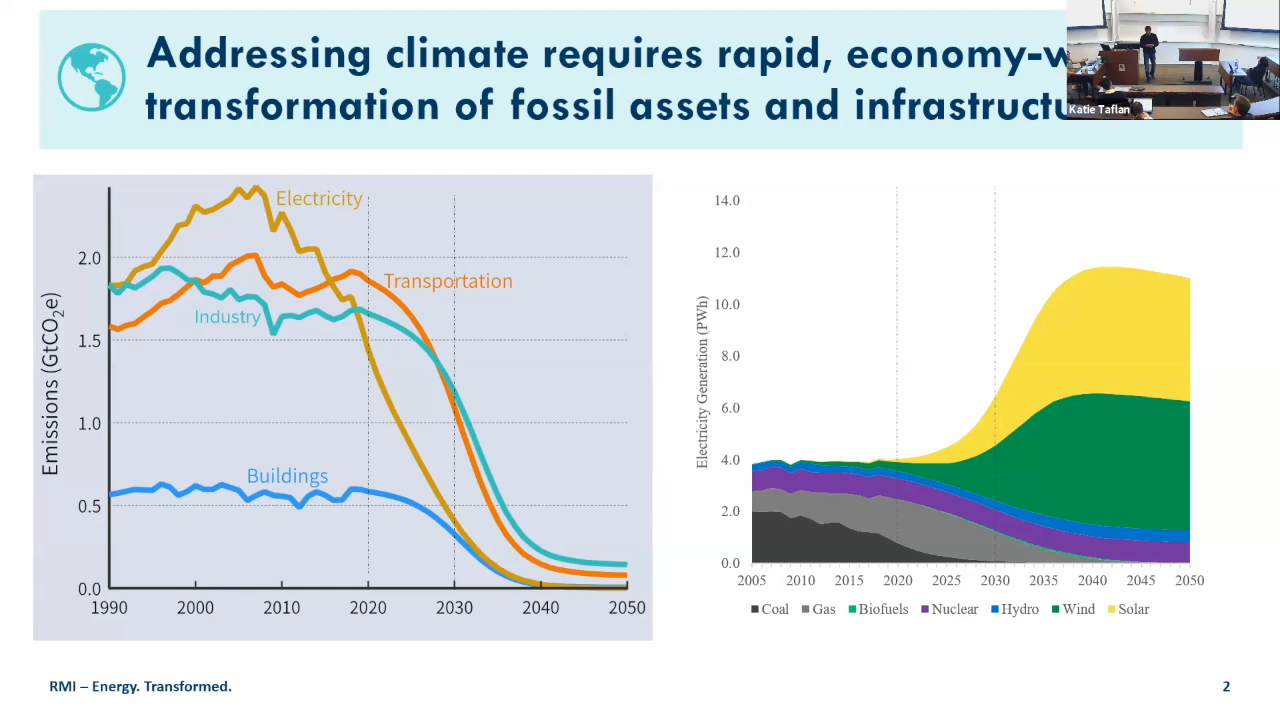 Addressing climate requires rapid, economy-w
transformation of fossil assets and infrastructu
Katie Taflan
Electricity
Transportation
Industry
Buildings
Emissions (GtCO2e)
2.0
1.5
1.0
0.5
0.0
1990 2000 2010 2020 2030 2040 2050
Electricity Generation (PWh)
14.0
12.0
10.0
8.0
6.0
4.0
2.0
0.0
2005 2010 2015 2020 2025 2030 2035 2040 2045 2050
Coal Gas Biofuels Nuclear Hydro Wind Solar
RMI – Energy. Transformed.
2